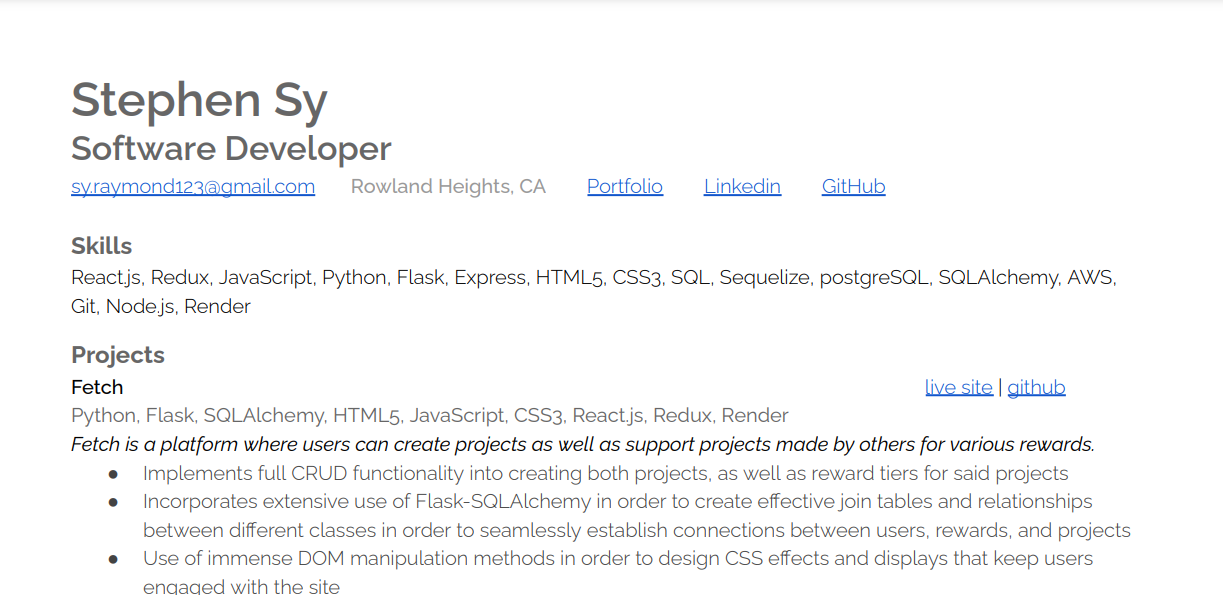 Stephen Sy
Software Developer
sy.raymond123@gmail.com Rowland Heights, CA Portfolio Linkedin GitHub
Skills
React.js, Redux, JavaScript, Python, Flask, Express, HTML5, CSS3, SQL, Sequelize, postgreSQL, SQLAlchemy, AWS,
Git, Node.js, Render
Projects
Fetch live site | github
Python, Flask, SQLAlchemy, HTML5, JavaScript, CSS3, React.js, Redux, Render
Fetch is a platform where users can create projects as well as support projects made by others for various rewards.
● Implements full CRUD functionality into creating both projects, as well as reward tiers for said projects
● Incorporates extensive use of Flask-SQLAlchemy in order to create effective join tables and relationships
between different classes in order to seamlessly establish connections between users, rewards, and projects
● Use of immense DOM manipulation methods in order to design CSS effects and displays that keep users
engaged with the site